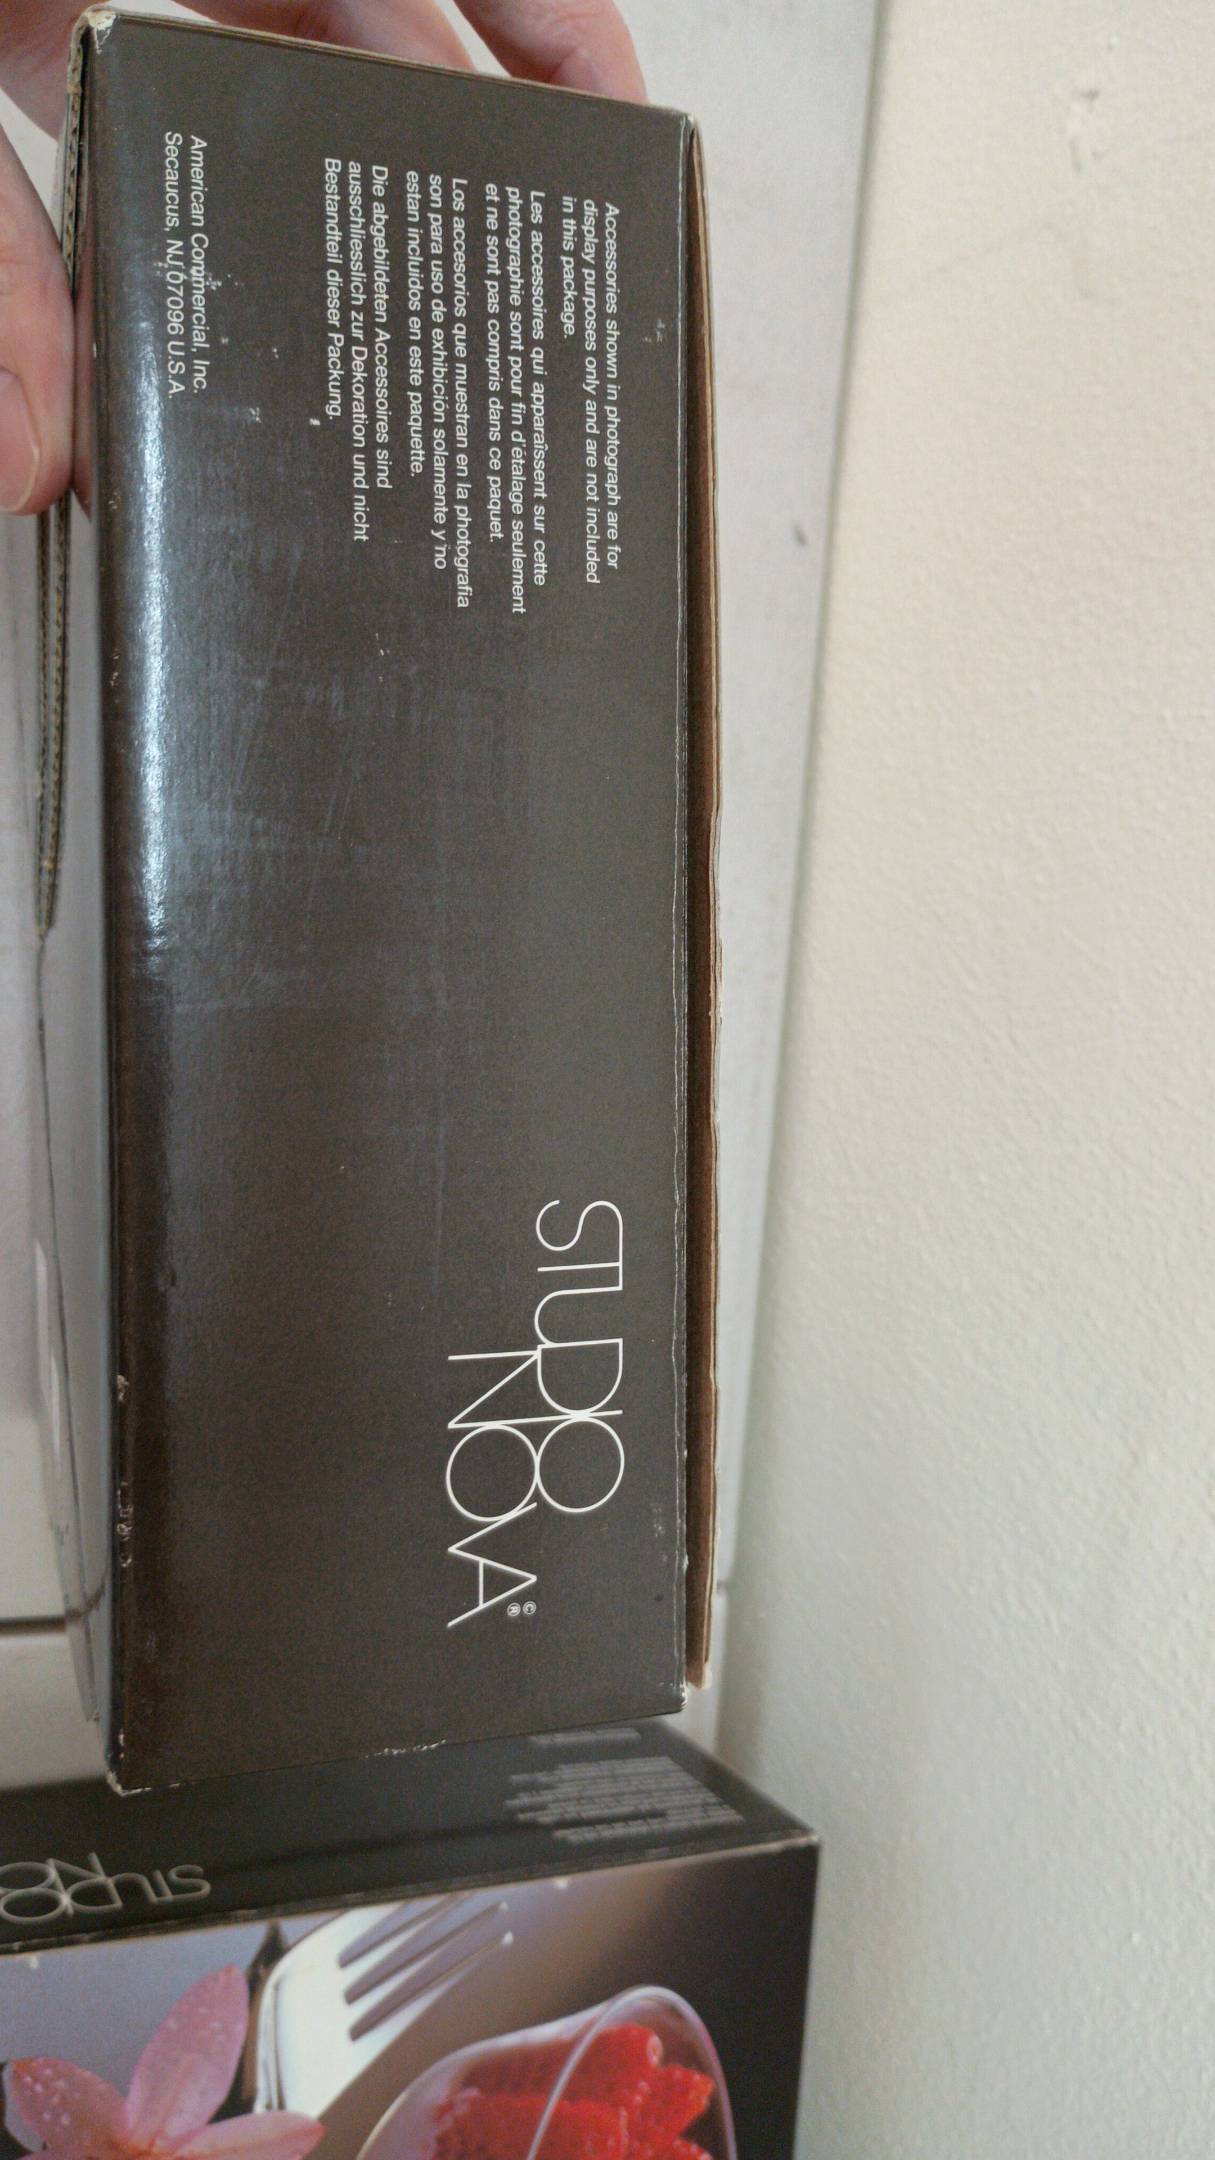 Accessories shown in photograph are for
display purposes only and are not included
in this package.
Les accessoires qui apparaîssent sur cette
photographie sont pour fin d'étalage seulement
et ne sont pas compris dans ce paquet.
Los accesorios que muestran en la photografia
son para uso de exhibición solamente y no
estan incluidos en este paquette.
Die abgebildeten Accessoires sind
ausschliesslich zur Dekoration und nicht
Bestandteil dieser Packung.
American Commercial, Inc.
Secaucus, NJ 07096 U.S.A.
STUDIO
NOVA©®
STUDIO
NO